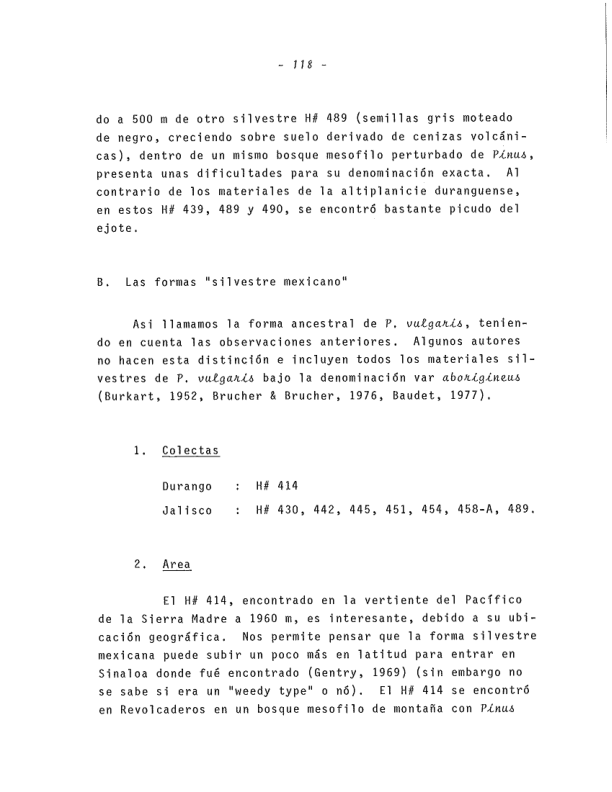 - 118 -
do a 500 m de otro silvestre H# 489 (semillas gris moteado
de negro, creciendo sobre suelo derivado de cenizas volcáni-
cas), dentro de un mismo bosque mesofilo perturbado de Pinus,
presenta unas dificultades para su denominación exacta. Al
contrario de los materiales de la altiplanicie duranguense,
en estos H# 439, 489 y 490, se encontró bastante picudo del
ejote.
B. Las formas "silvestre mexicano"
Asi llamamos la forma ancestral de P. vulgaris, tenien-
do en cuenta las observaciones anteriores. Algunos autores
no hacen esta distinción e incluyen todos los materiales sil-
vestres de P. vulgaris bajo la denominación var aborigineus
(Burkart, 1952, Brucher & Brucher, 1976, Baudet, 1977).
1. Colectas
Durango : H# 414
Jalisco : H# 430, 442, 445, 451, 454, 458-A, 489.
2. Area
El H# 414, encontrado en la vertiente del Pacífico
de la Sierra Madre a 1960 m, es interesante, debido a su ubi-
cación geográfica. Nos permite pensar que la forma silvestre
mexicana puede subir un poco más en latitud para entrar en
Sinaloa donde fué encontrado (Gentry, 1969) (sin embargo no
se sabe si era un "weedy type" o nó). El H# 414 se encontró
en Revolcaderos en un bosque mesofilo de montaña con Pinus